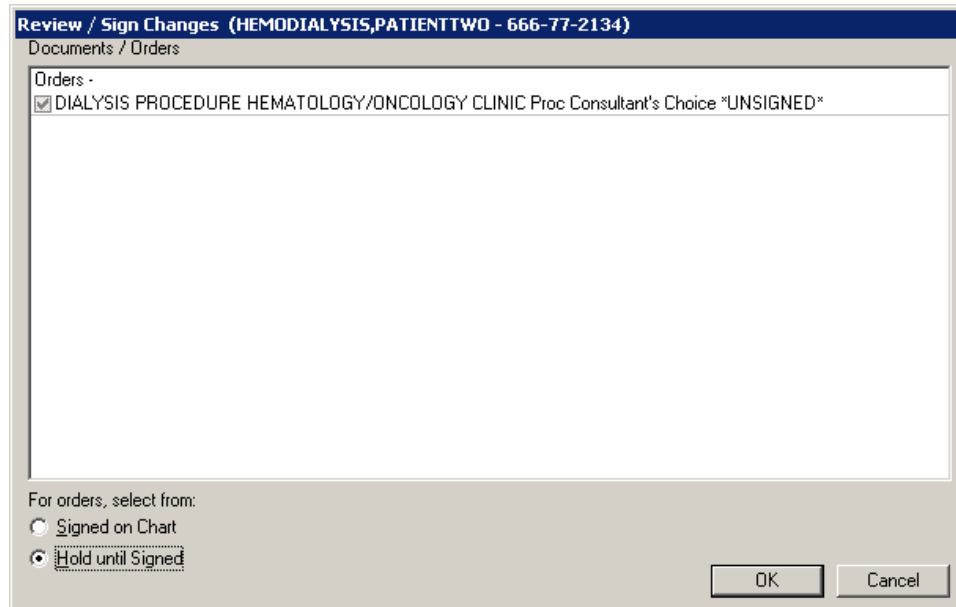 Review / Sign Changes (HEMODIALYSIS,PATIENTTWO - 666-77-2134)
Documents / Orders
Orders -
DIALYSIS PROCEDURE HEMATOLOGY/ONCOLOGY CLINIC Proc Consultant's Choice *UNSIGNED*
For orders, select from:
Signed on Chart
Hold until Signed
OK Cancel